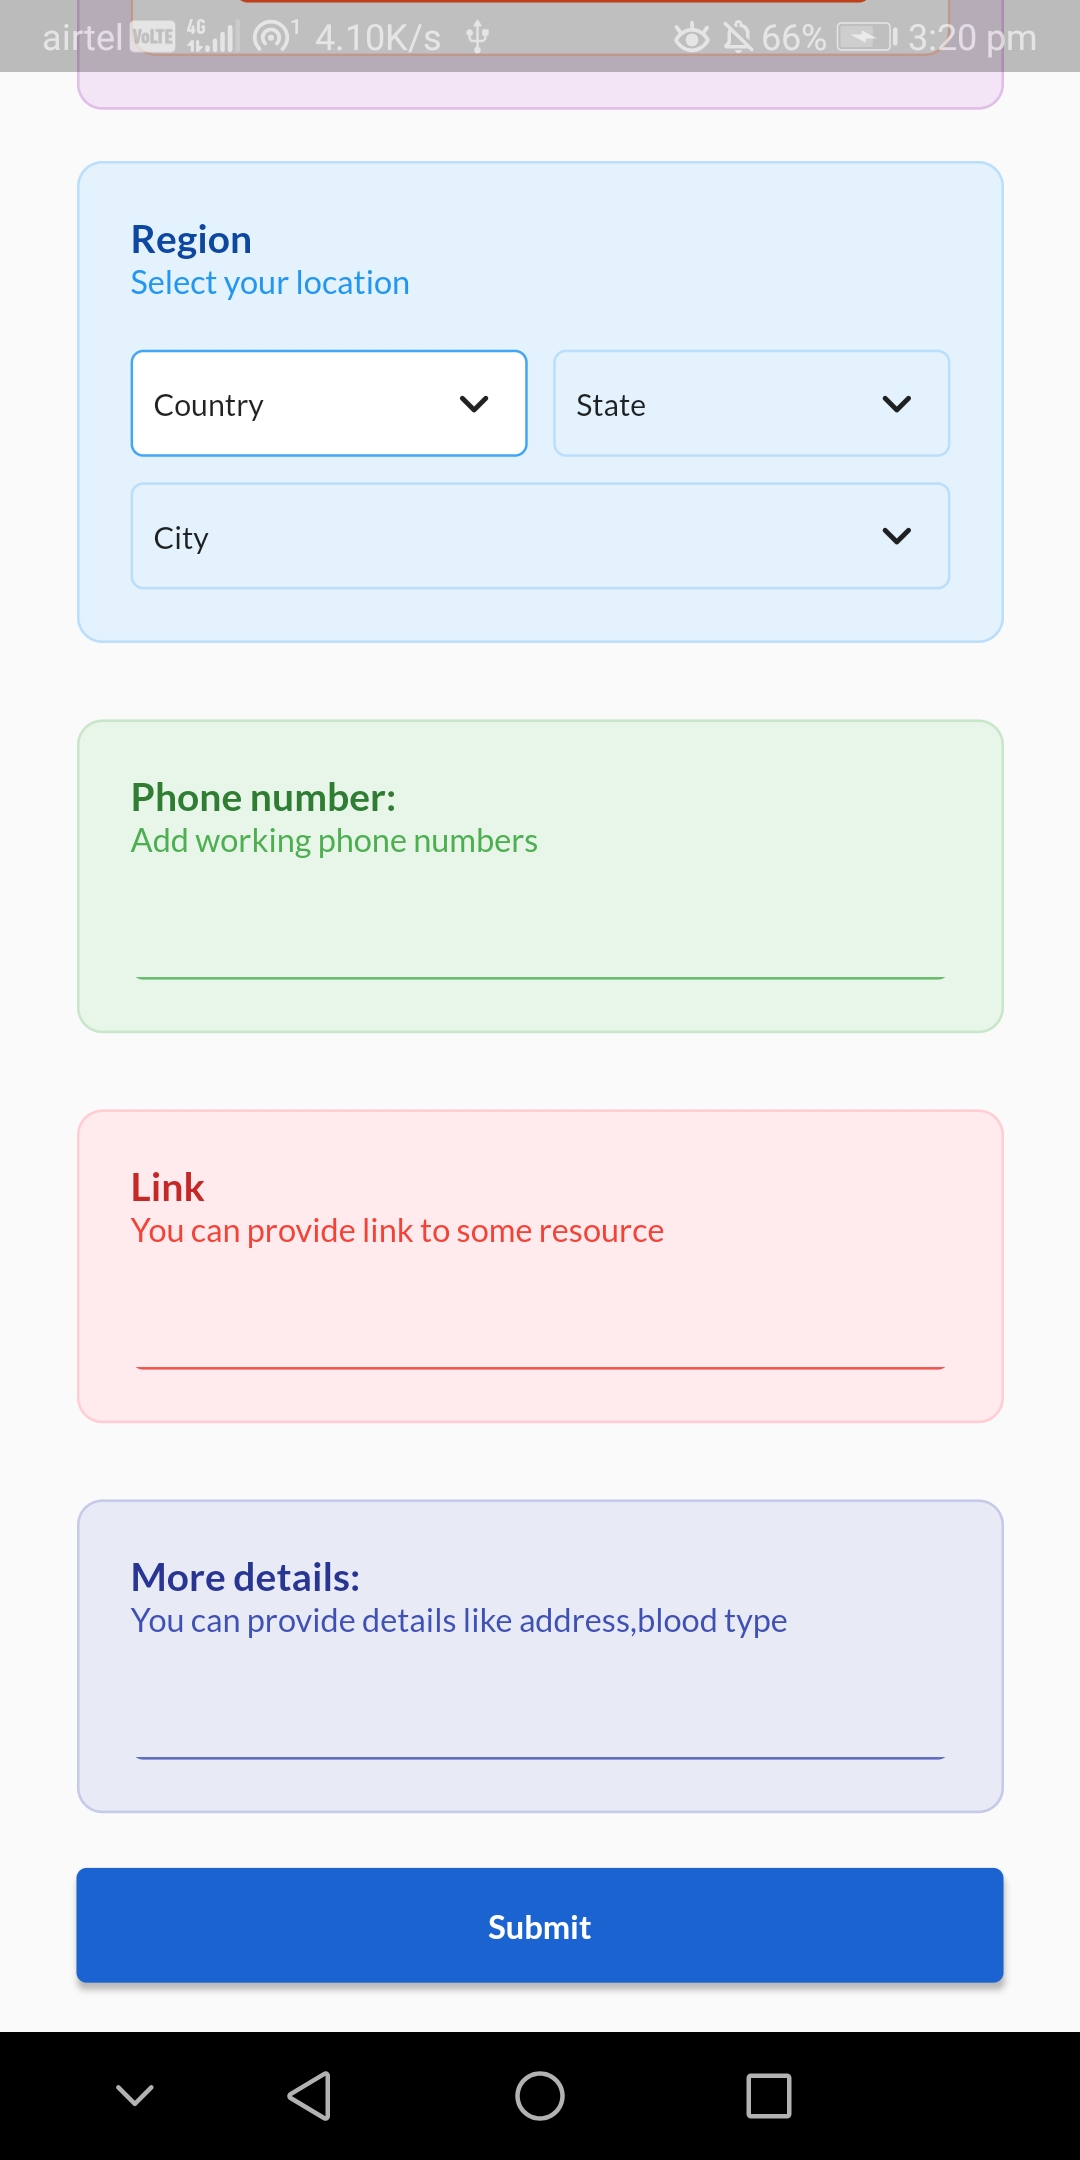 airtel VoLTE 4G 1 4.10K/s 66% 3:20 pm
Region
Select your location
Country State
City
Phone number:
Add working phone numbers
Link
You can provide link to some resource
More details:
You can provide details like address,blood type
Submit